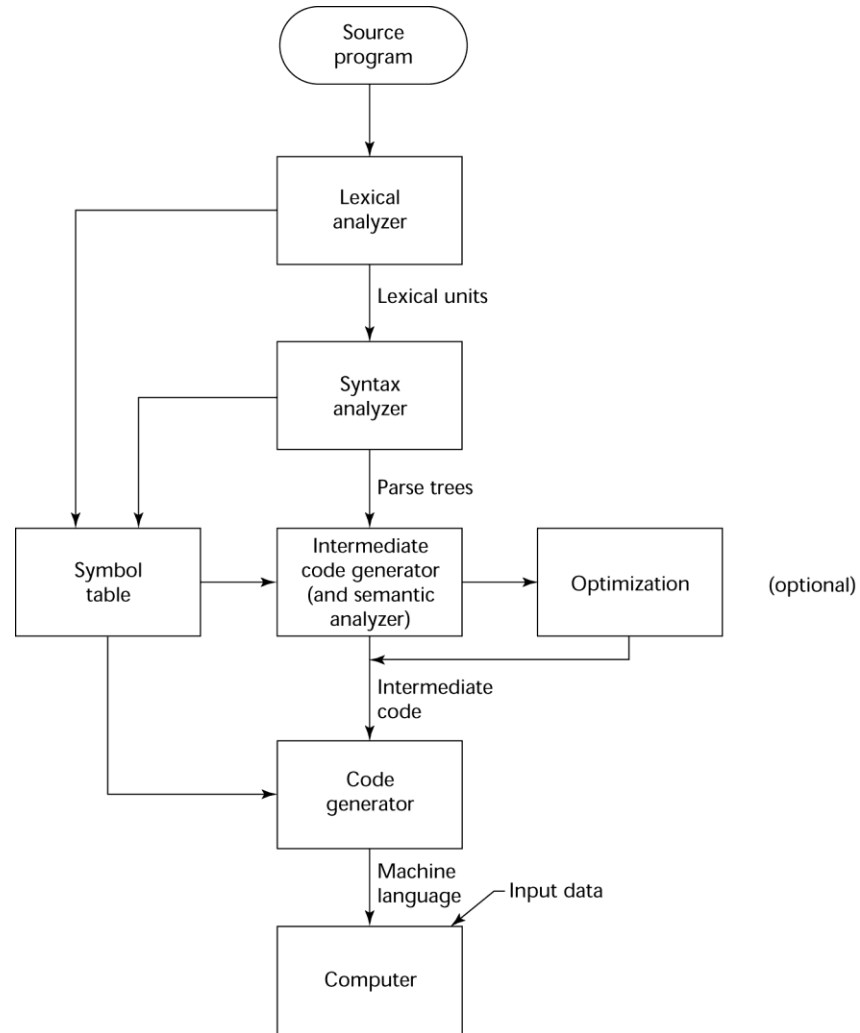 Source
program
Lexical
analyzer
Lexical units
Syntax
analyzer
Parse trees
Symbol
table
Intermediate
code generator
(and semantic
analyzer)
Optimization
(optional)
Intermediate
code
Code
generator
Machine
language
Input data
Computer